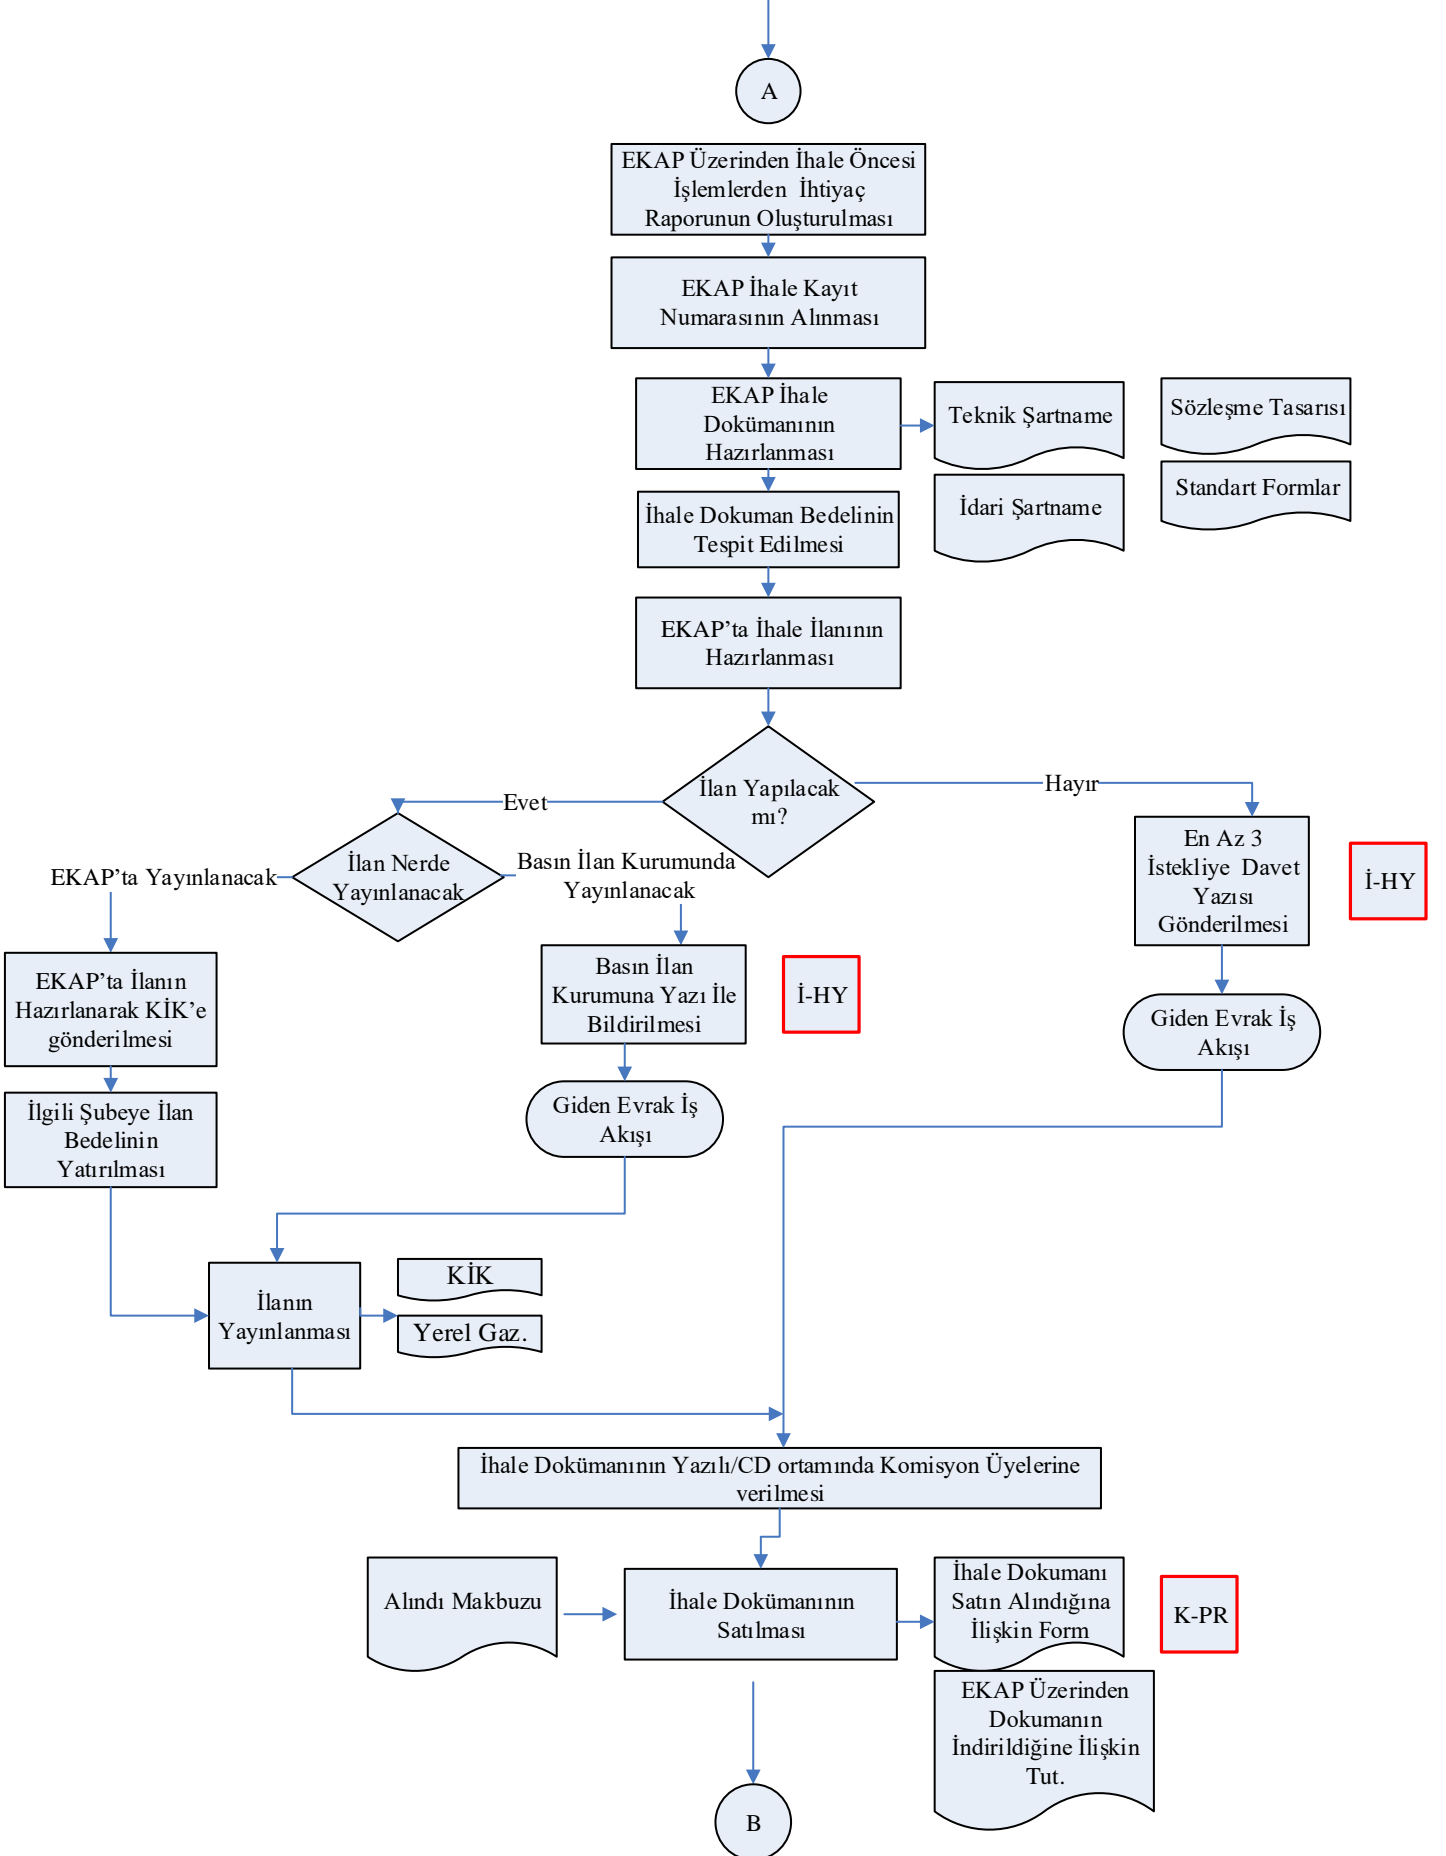 A
EKAP Üzerinden İhale Öncesi
İşlemlerden İhtiyaç
Raporunun Oluşturulması
EKAP İhale Kayıt
Numarasının Alınması
EKAP İhale
Dokümanının
Hazırlanması
Teknik Şartname
Sözleşme Tasarısı
İdari Şartname
Standart Formlar
İhale Dokuman Bedelinin
Tespit Edilmesi
EKAP’ta İhale İlanının
Hazırlanması
İlan Yapılacak
mı?
Evet
Hayır
İlan Nerde
Yayınlanacak
EKAP’ta Yayınlanacak
Basın İlan Kurumunda
Yayınlanacak
En Az 3
İstekliye Davet
Yazısı
Gönderilmesi
İ-HY
EKAP’ta İlanın
Hazırlanarak KİK’e
gönderilmesi
Basın İlan
Kurumuna Yazı İle
Bildirilmesi
İ-HY
Giden Evrak İş
Akışı
İlgili Şubeye İlan
Bedelinin
Yatırılması
Giden Evrak İş
Akışı
İlanın
Yayınlanması
KİK
Yerel Gaz.
İhale Dokümanının Yazılı/CD ortamında Komisyon Üyelerine
verilmesi
Alındı Makbuzu
İhale Dokümanının
Satılması
İhale Dokumanı
Satın Alındığına
İlişkin Form
K-PR
EKAP Üzerinden
Dokumanın
İndirildiğine İlişkin
Tut.
B